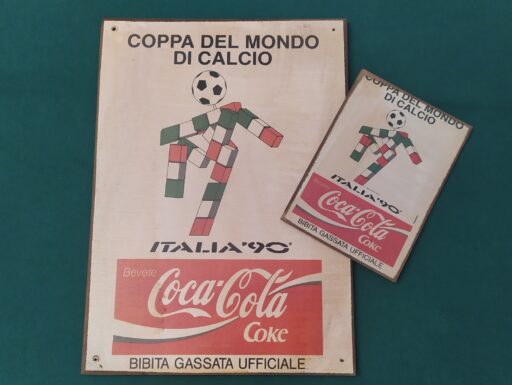 COPPA DEL MONDO
DI CALCIO
ITALIA'90
Bevete
Coca-Cola
Coke
BIBITA GASSATA UFFICIALE
COPPA DEL MONDO
DI CALCIO
ITALIA'90
Bevete
Coca-Cola
Coke
BIBITA GASSATA UFFICIALE